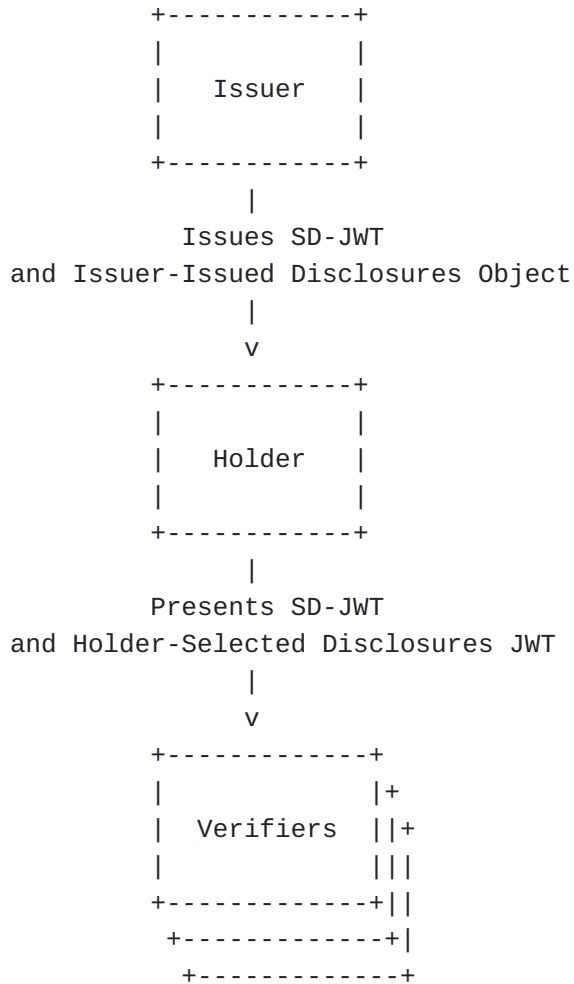 Issuer
Issues SD-JWT
and Issuer-Issued Disclosures Object
v
Holder
Presents SD-JWT
and Holder-Selected Disclosures JWT
v
Verifiers